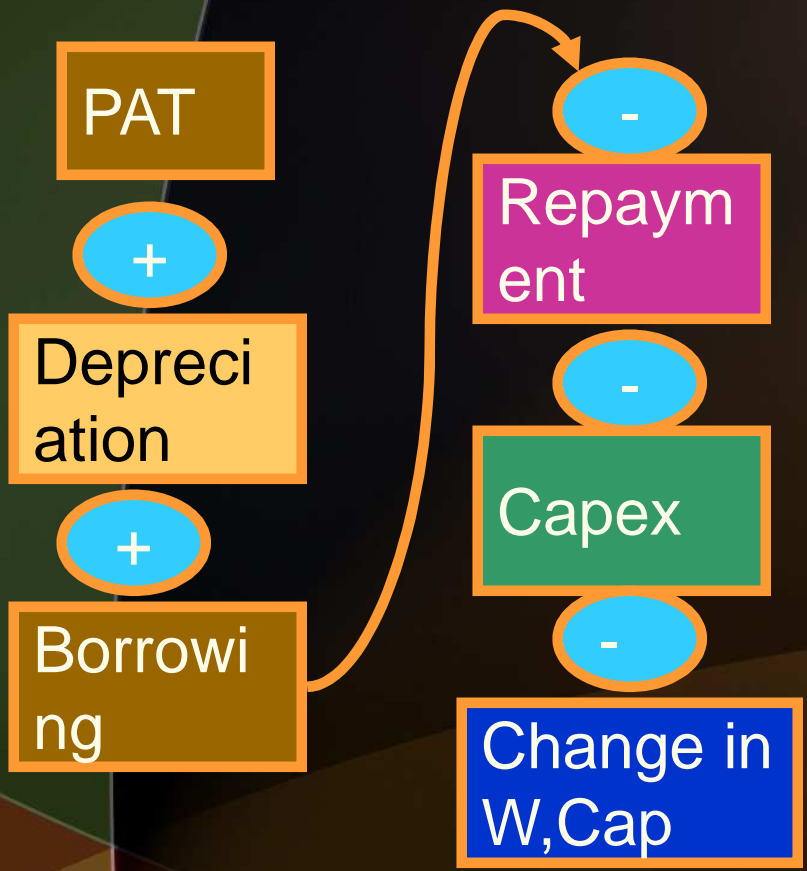 PAT
+
Depreci
ation
+
Borrowi
ng
-
Repaym
ent
-
Capex
-
Change in
W,Cap